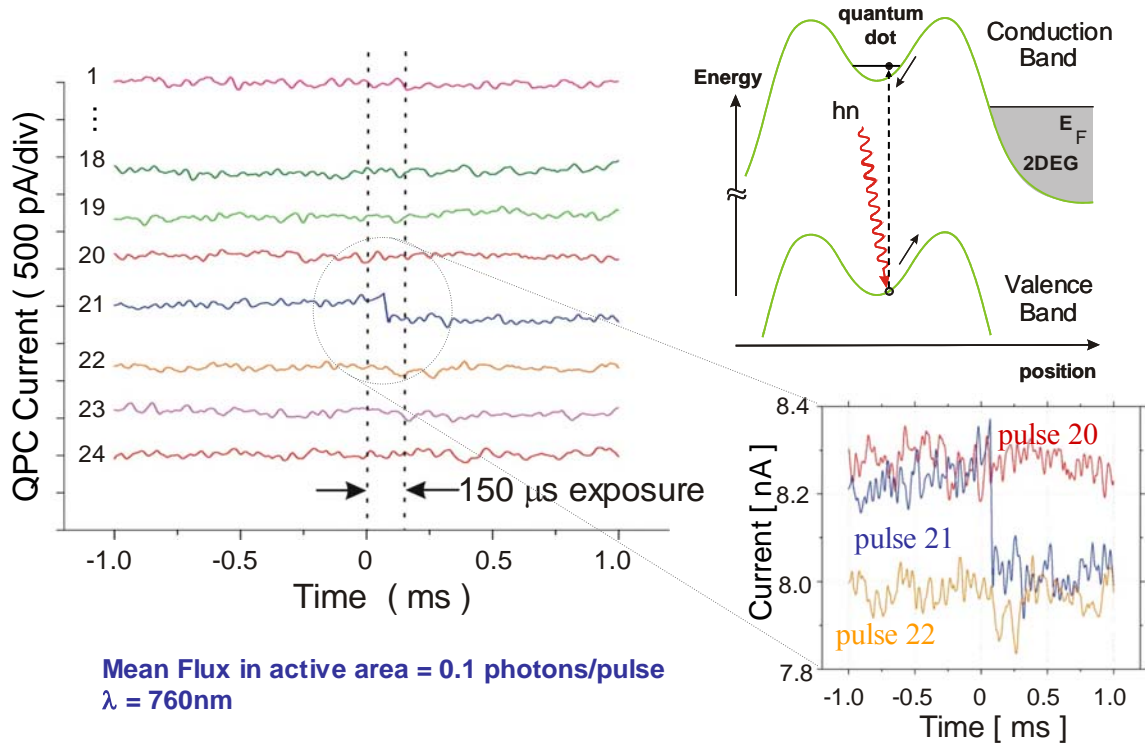 QPC Current ( 500 pA/div)
1
⋮
18
19
20
21
22
23
24
150 μs exposure
-1.0
-0.5
0
0.5
1.0
Time ( ms )
Mean Flux in active area = 0.1 photons/pulse
λ = 760nm
quantum
dot
Conduction
Band
Energy
hn
E F
2DEG
≈
Valence
Band
position
Current [ nA]
8.4
8.2
8.0
7.8
pulse 20
pulse 21
pulse 22
-1.0
-0.5
0
0.5
1.0
Time [ ms]